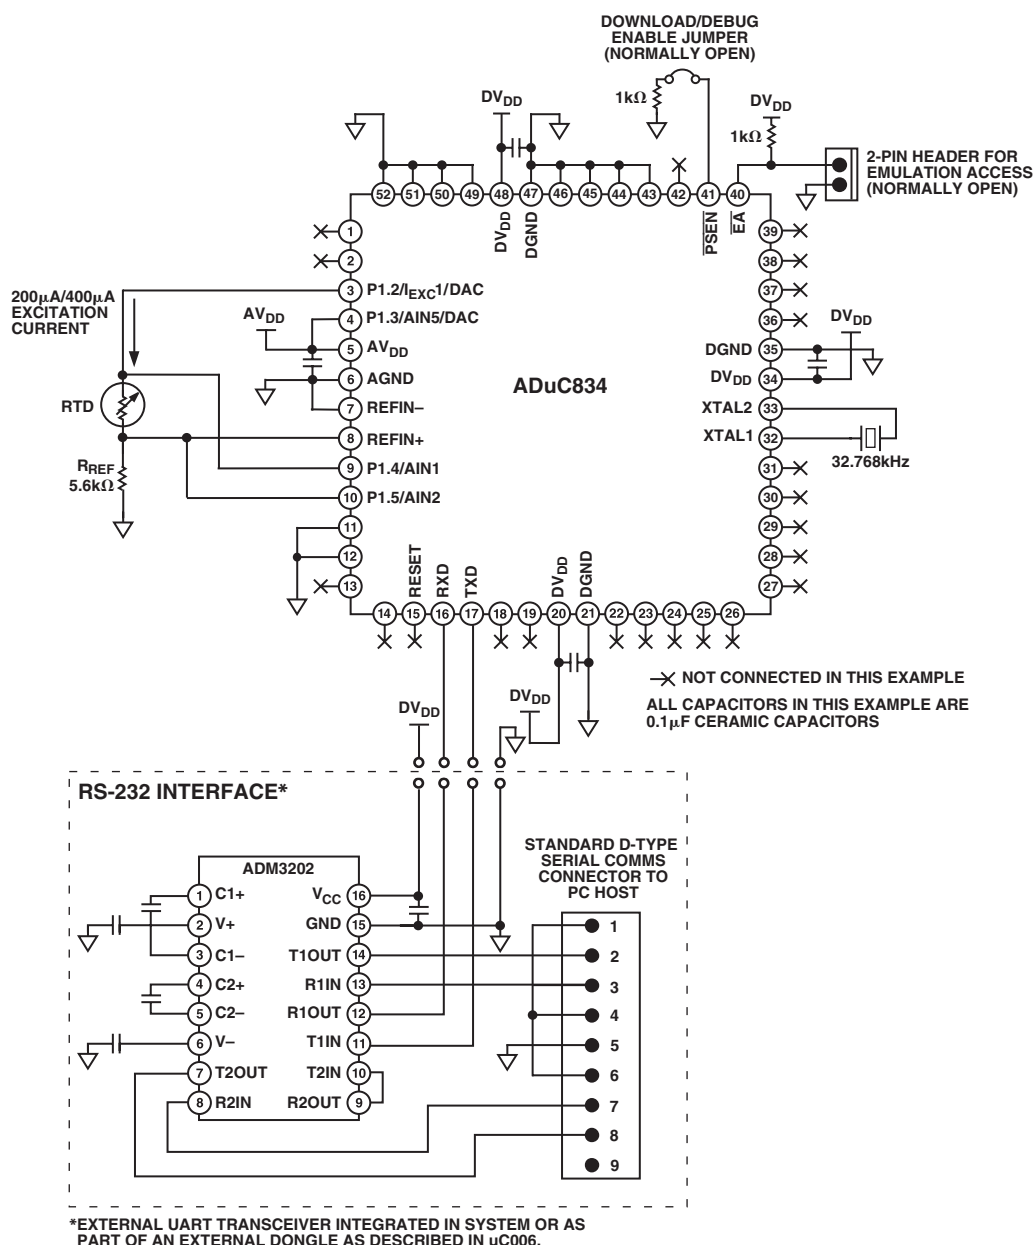 DOWNLOAD/DEBUG
ENABLE JUMPER
(NORMALLY OPEN)
1kΩ
DVDD
DVDD
1kΩ
2-PIN HEADER FOR
EMULATION ACCESS
(NORMALLY OPEN)
52 51 50 49 48 47 46 45 44 43 42 41 40
DVDD
DGND
PSEN
EA
1
2
3 P1.2/IEXC1/DAC
4 P1.3/AIN5/DAC
5 AVDD
6 AGND
7 REFIN–
8 REFIN+
9 P1.4/AIN1
10 P1.5/AIN2
11
12
13
200μA/400μA
EXCITATION
CURRENT
AVDD
RTD
RREF
5.6kΩ
ADuC834
39
38
37
36
DVDD
DGND 35
DVDD 34
XTAL2 33
XTAL1 32
32.768kHz
31
30
29
28
27
RESET
RXD
TXD
DVDD
DGND
14 15 16 17 18 19 20 21 22 23 24 25 26
NOT CONNECTED IN THIS EXAMPLE
ALL CAPACITORS IN THIS EXAMPLE ARE
0.1μF CERAMIC CAPACITORS
DVDD
DVDD
RS-232 INTERFACE*
STANDARD D-TYPE
SERIAL COMMS
CONNECTOR TO
PC HOST
ADM3202
1 C1+
2 V+
3 C1–
4 C2+
5 C2–
6 V–
7 T2OUT
8 R2IN
VCC 16
GND 15
T1OUT 14
R1IN 13
R1OUT 12
T1IN 11
T2IN 10
R2OUT 9
1
2
3
4
5
6
7
8
9
*EXTERNAL UART TRANSCEIVER INTEGRATED IN SYSTEM OR AS
PART OF AN EXTERNAL DONGLE AS DESCRIBED IN uC006.